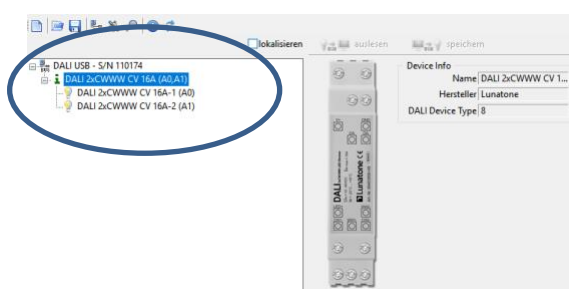 lokalisieren
auslesen
speichern
DALI USB - S/N 110174
DALI 2xCWWW CV 16A (A0,A1)
DALI 2xCWWW CV 16A-1 (A0)
DALI 2xCWWW CV 16A-2 (A1)
Device Info
Name DALI 2xCWWW CV 1...
Hersteller Lunatone
DALI Device Type 8
DALI
Lunatone